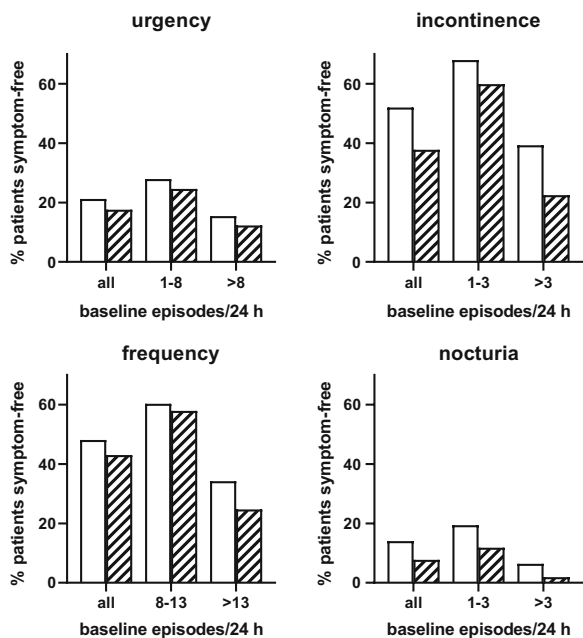 urgency
% patients symptom-free
60
40
20
0
all 1-8 >8
baseline episodes/24 h
incontinence
% patients symptom-free
60
40
20
0
all 1-3 >3
baseline episodes/24 h
frequency
% patients symptom-free
60
40
20
0
all 8-13 >13
baseline episodes/24 h
nocturia
% patients symptom-free
60
40
20
0
all 1-3 >3
baseline episodes/24 h